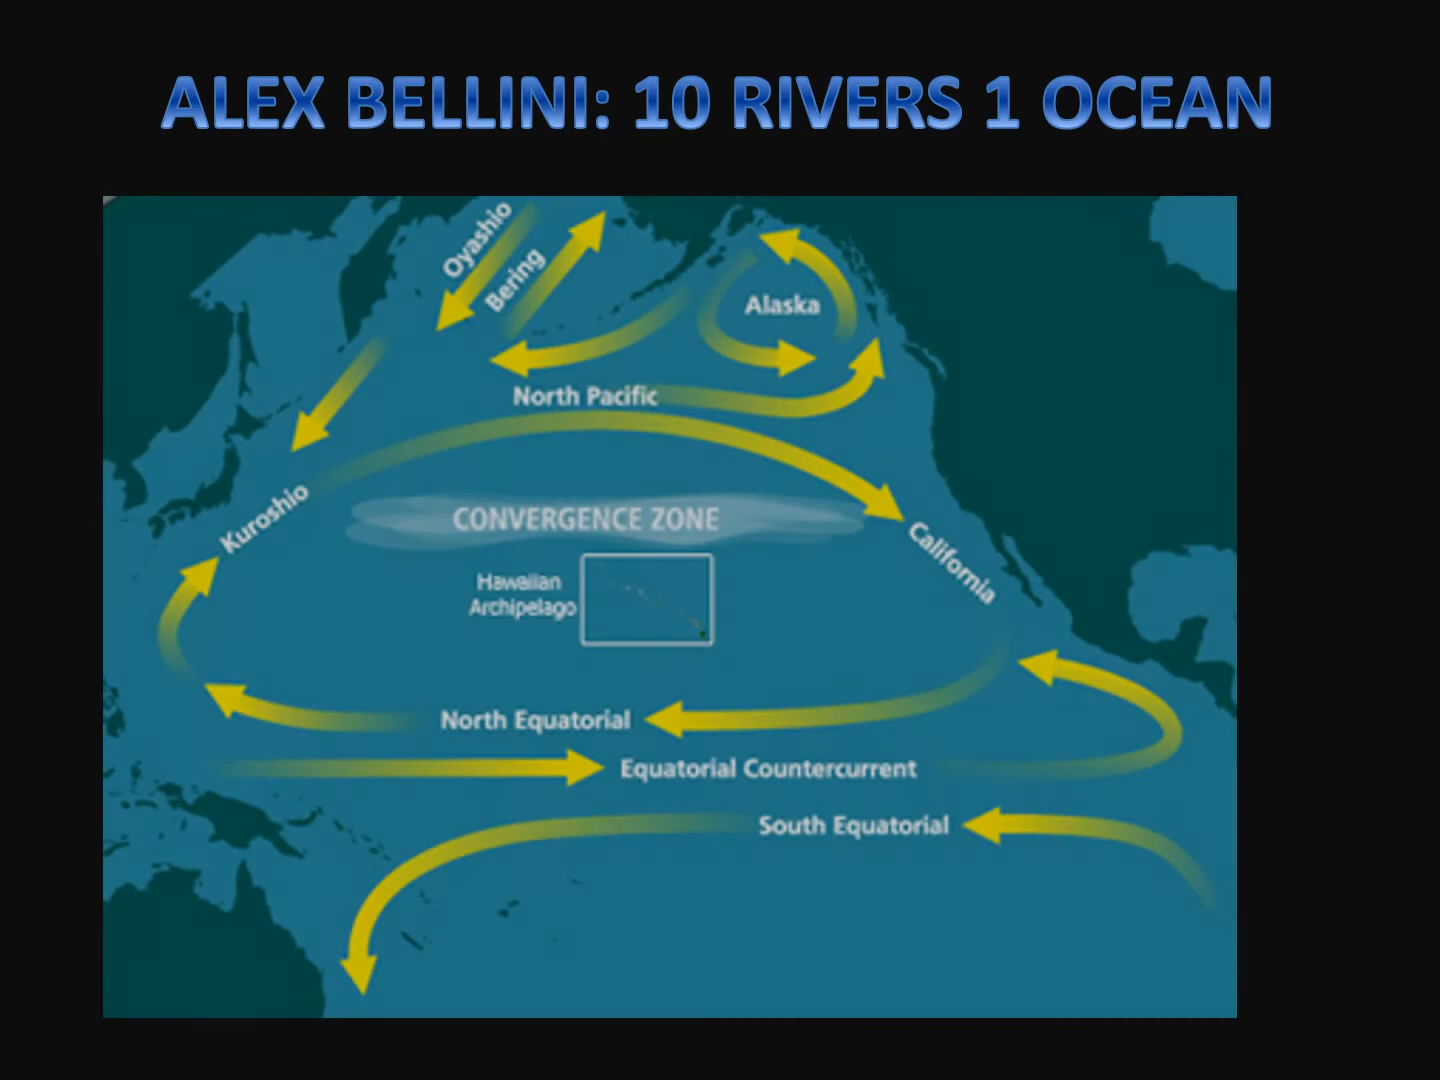 ALEX BELLINI: 10 RIVERS 1 OCEAN
Oyashio
Bering
Alaska
North Pacific
Kuroshio
CONVERGENCE ZONE
California
Hawaiian
Archipelago
North Equatorial
Equatorial Countercurrent
South Equatorial